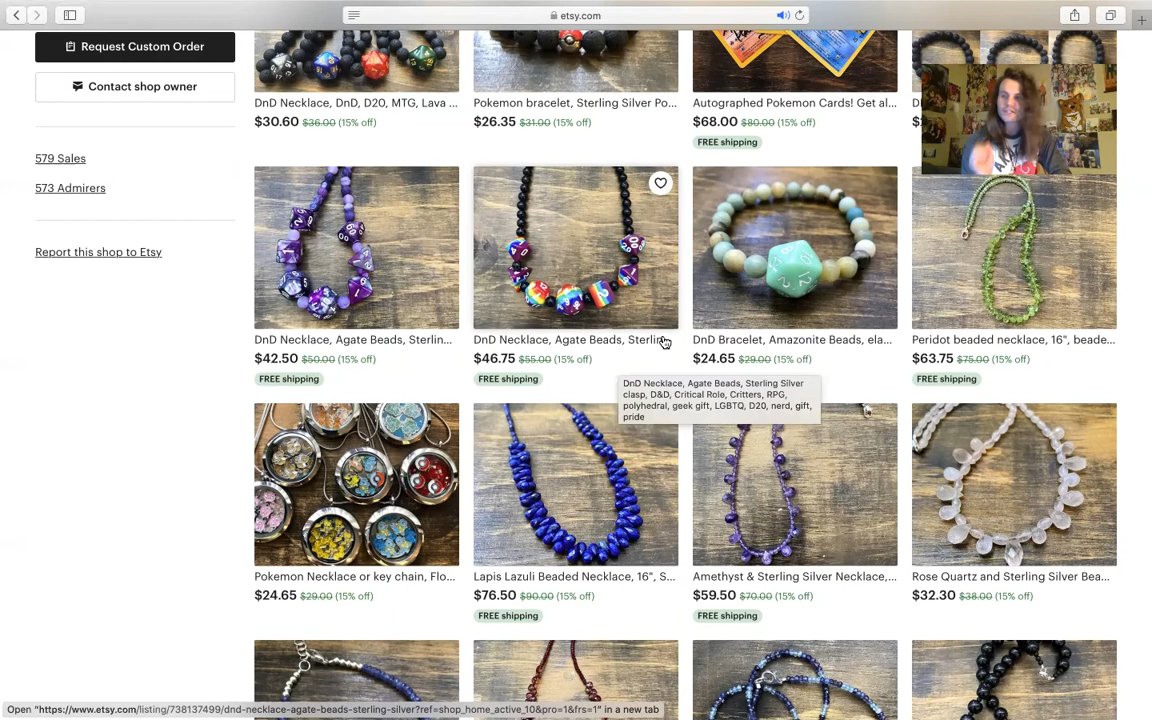 etsy.com
Request Custom Order
Contact shop owner
579 Sales
573 Admirers
Report this shop to Etsy
DnD Necklace, DnD, D20, MTG, Lava ...
$30.60 $36.00 (15% off)
Pokemon bracelet, Sterling Silver Po...
$26.35 $31.00 (15% off)
Autographed Pokemon Cards! Get al...
$68.00 $80.00 (15% off)
FREE shipping
DnD Necklace, Agate Beads, Sterlin...
$42.50 $50.00 (15% off)
FREE shipping
DnD Necklace, Agate Beads, Sterlin
$46.75 $55.00 (15% off)
FREE shipping
DnD Bracelet, Amazonite Beads, ela...
$24.65 $29.00 (15% off)
Peridot beaded necklace, 16", beade...
$63.75 $75.00 (15% off)
FREE shipping
DnD Necklace, Agate Beads, Sterling Silver
clasp, D&D, Critical Role, Critters, RPG,
polyhedral, geek gift, LGBTQ, D20, nerd, gift,
pride
Pokemon Necklace or key chain, Flo...
$24.65 $29.00 (15% off)
Lapis Lazuli Beaded Necklace, 16", S...
$76.50 $90.00 (15% off)
FREE shipping
Amethyst & Sterling Silver Necklace,...
$59.50 $70.00 (15% off)
FREE shipping
Rose Quartz and Sterling Silver Bea...
$32.30 $38.00 (15% off)
Open "https://www.etsy.com/listing/738137499/dnd-necklace-agate-beads-sterling-silver?ref=shop_home_active_10&pro=1&frs=1" in a new tab